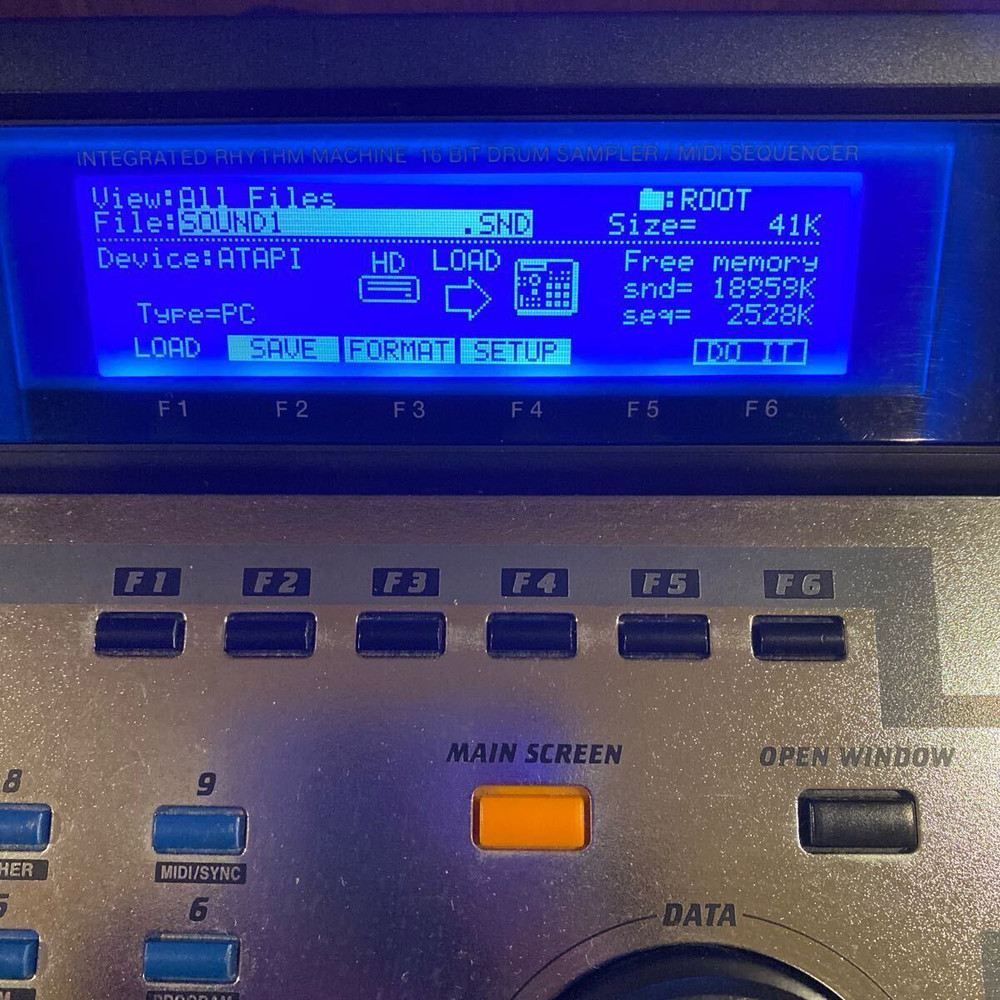 INTEGRATED RHYTHM MACHINE 16 BIT DRUM SAMPLER / MIDI SEQUENCER
View:All Files :ROOT
File:SOUND1 .SND Size= 41K
Device:ATAPI HD LOAD Free memory
snd= 18959K
Type=PC seq= 2528K
LOAD SAVE FORMAT SETUP DO IT
F1 F2 F3 F4 F5 F6
F1 F2 F3 F4 F5 F6
MAIN SCREEN OPEN WINDOW
8 9
HER MIDI/SYNC
5 6
DATA
PROGRAM